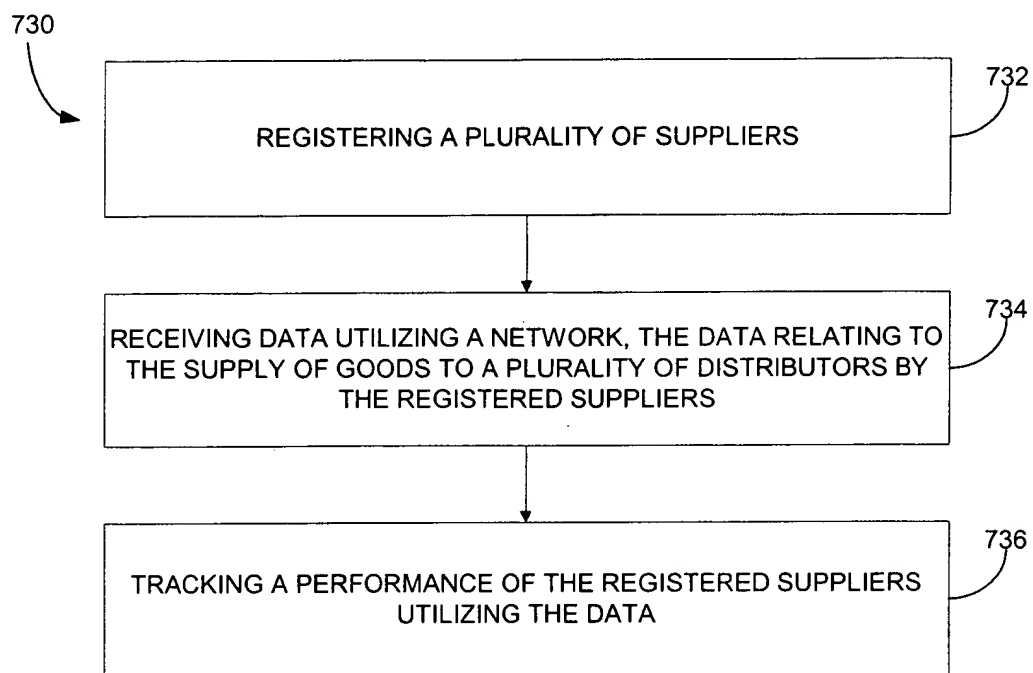 730
732
REGISTERING A PLURALITY OF SUPPLIERS
734
RECEIVING DATA UTILIZING A NETWORK, THE DATA RELATING TO
THE SUPPLY OF GOODS TO A PLURALITY OF DISTRIBUTORS BY
THE REGISTERED SUPPLIERS
736
TRACKING A PERFORMANCE OF THE REGISTERED SUPPLIERS
UTILIZING THE DATA